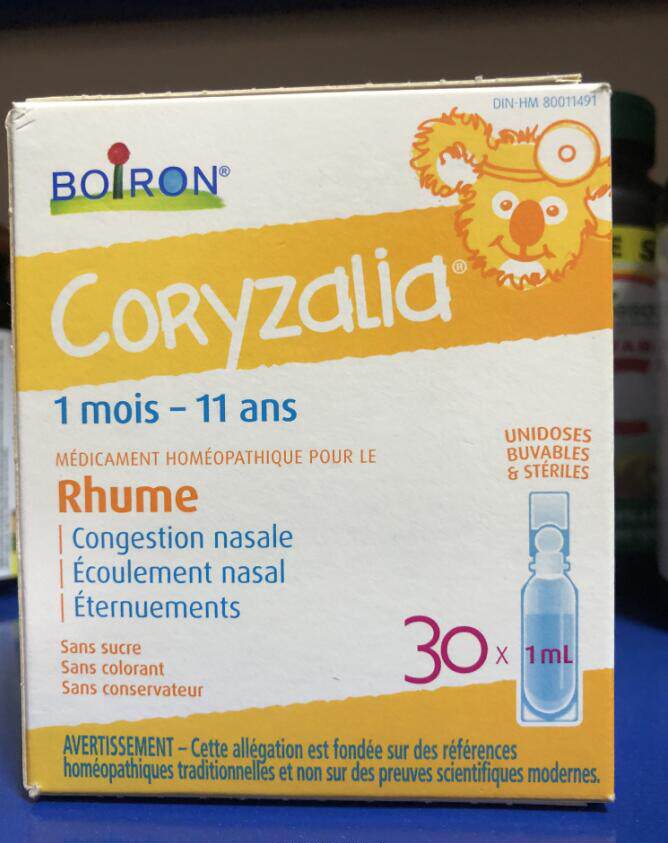 DIN-HM 80011491
BOIRON®
CORYZALIA®
1 mois – 11 ans
MÉDICAMENT HOMÉOPATHIQUE POUR LE
Rhume
Congestion nasale
Écoulement nasal
Éternuements
UNIDOSES
BUVABLES
& STÉRILES
Sans sucre
Sans colorant
Sans conservateur
30 x 1 mL
AVERTISSEMENT – Cette allégation est fondée sur des références
homéopathiques traditionnelles et non sur des preuves scientifiques modernes.